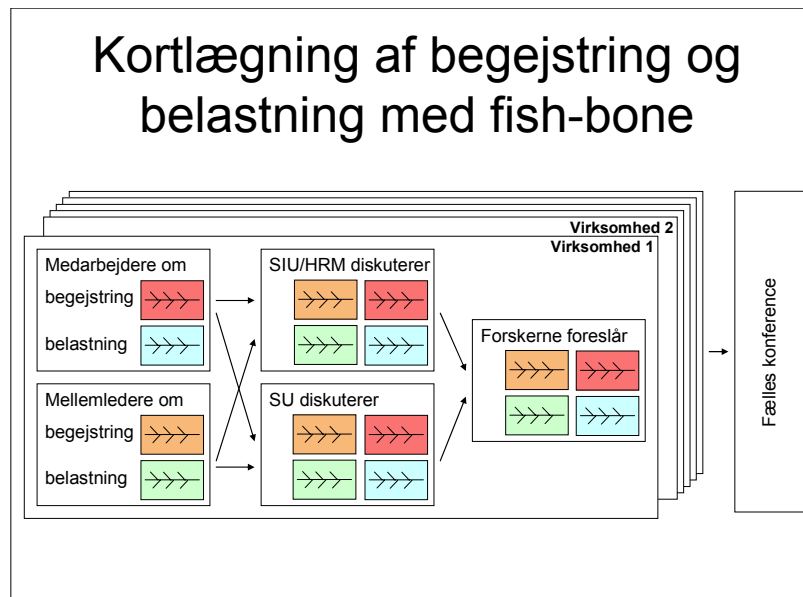 Kortlægning af begejstring og
belastning med fish-bone
Virksomhed 2
Virksomhed 1
Medarbejdere om
begejstring
belastning
Mellemledere om
begejstring
belastning
SIU/HRM diskuterer
SU diskuterer
Forskerne foreslår
Fælles konference